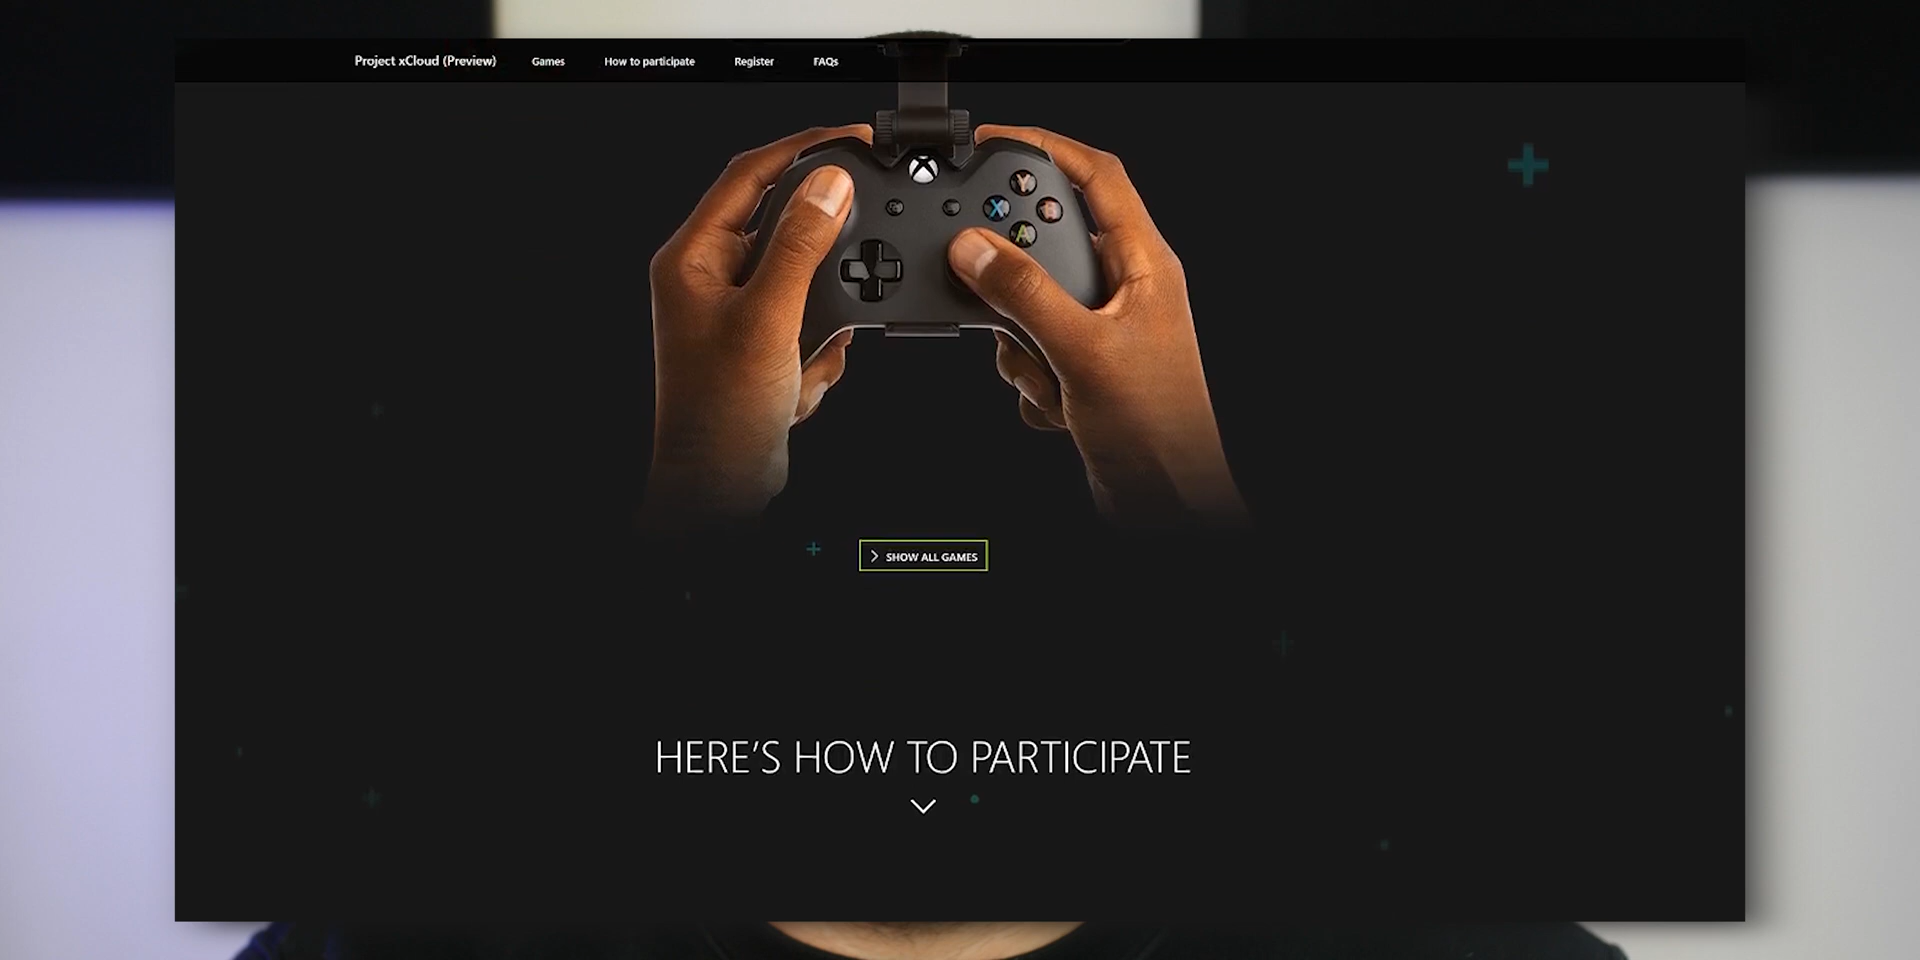 Project xCloud (Preview) Games How to participate Register FAQs
Y
X B
A
SHOW ALL GAMES
HERE'S HOW TO PARTICIPATE